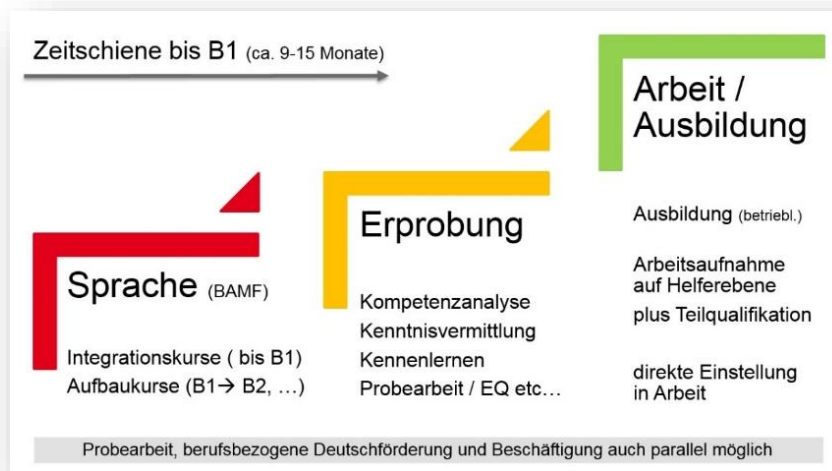 Zeitschiene bis B1 (ca. 9-15 Monate)
Sprache (BAMF)
Integrationskurse ( bis B1)
Aufbaukurse (B1→ B2, …)
Erprobung
Kompetenzanalyse
Kenntnisvermittlung
Kennenlernen
Probearbeit / EQ etc…
Arbeit /
Ausbildung
Ausbildung (betriebl.)
Arbeitsaufnahme
auf Helferebene
plus Teilqualifikation
direkte Einstellung
in Arbeit
Probearbeit, berufsbezogene Deutschförderung und Beschäftigung auch parallel möglich